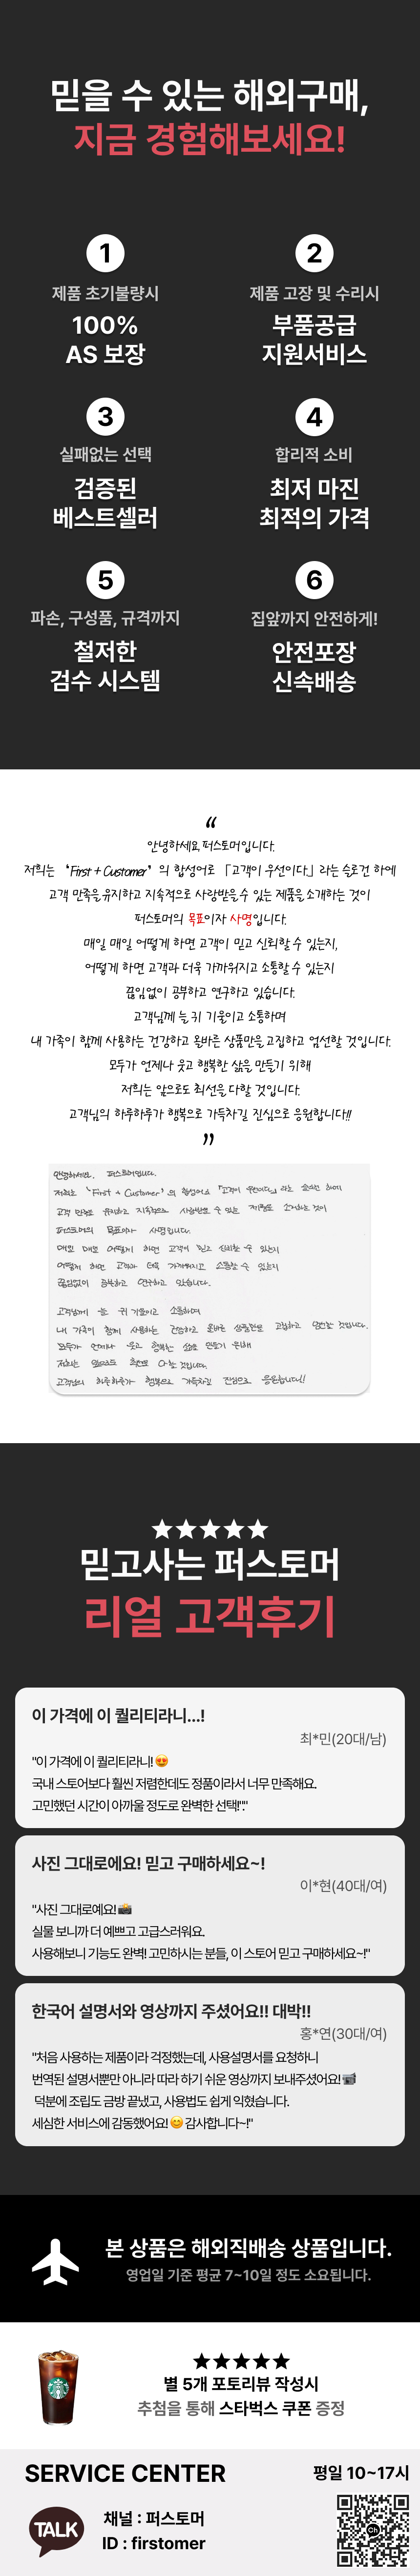 믿을 수 있는 해외구매,
지금 경험해보세요!
1
제품 초기불량시
100%
AS 보장
2
제품 고장 및 수리시
부품공급
지원서비스
3
실패없는 선택
검증된
베스트셀러
4
합리적 소비
최저 마진
최적의 가격
5
파손, 구성품, 규격까지
철저한
검수 시스템
6
집앞까지 안전하게!
안전포장
신속배송
“
안녕하세요, 퍼스토머입니다.
저희는 ‘First + Customer’의 합성어로 「고객이 우선이다」라는 슬로건 하에
고객 만족을 유지하고 지속적으로 사랑받을 수 있는 제품을 소개하는 것이
퍼스토머의 목표이자 사명입니다.
매일 매일 어떻게 하면 고객이 믿고 신뢰할 수 있는지,
어떻게 하면 고객과 더욱 가까워지고 소통할 수 있는지
끊임없이 공부하고 연구하고 있습니다.
고객님께 늘 귀 기울이고 소통하며
내 가족이 함께 사용하는 건강하고 올바른 상품만을 고집하고 엄선할 것입니다.
모두가 언제나 웃고 행복한 삶을 만들기 위해
저희는 앞으로도 최선을 다할 것입니다.
고객님의 하루하루가 행복으로 가득차길 진심으로 응원합니다!!
”
안녕하세요. 퍼스토머입니다.
저희는 ‘First + Customer’의 합성어로 「고객이 우선이다」라는 슬로건 하에
고객 만족을 유지하고 지속적으로 사랑받을 수 있는 제품을 소개하는 것이
퍼스토머의 목표이자 사명입니다.
매일 매일 어떻게 하면 고객이 믿고 신뢰할 수 있는지
어떻게 하면 고객과 더욱 가까워지고 소통할 수 있는지
끊임없이 공부하고 연구하고 있습니다.
고객님께 늘 귀 기울이고 소통하며
내 가족이 함께 사용하는 건강하고 올바른 상품만을 고집하고 엄선할 것입니다.
모두가 언제나 웃고 행복한 삶을 만들기 위해
저희는 앞으로도 최선을 다할 것입니다.
고객님의 하루하루가 행복으로 가득차길 진심으로 응원합니다!!
★★★★★
믿고사는 퍼스토머
리얼 고객후기
이 가격에 이 퀄리티라니...!
최*민(20대/남)
"이 가격에 이 퀄리티라니!😍
국내 스토어보다 훨씬 저렴한데도 정품이라서 너무 만족해요.
고민했던 시간이 아까울 정도로 완벽한 선택!"."
사진 그대로에요! 믿고 구매하세요~!
이*현(40대/여)
"사진 그대로예요!📸
실물 보니까 더 예쁘고 고급스러워요.
사용해보니 기능도 완벽! 고민하시는 분들, 이 스토어 믿고 구매하세요~!"
한국어 설명서와 영상까지 주셨어요!! 대박!!
홍*연(30대/여)
"처음 사용하는 제품이라 걱정했는데, 사용설명서를 요청하니
번역된 설명서뿐만 아니라 따라 하기 쉬운 영상까지 보내주셨어요!📹
덕분에 조립도 금방 끝냈고, 사용법도 쉽게 익혔습니다.
세심한 서비스에 감동했어요!😊 감사합니다~!"
본 상품은 해외직배송 상품입니다.
영업일 기준 평균 7~10일 정도 소요됩니다.
★★★★★
별 5개 포토리뷰 작성시
추첨을 통해 스타벅스 쿠폰 증정
SERVICE CENTER
평일 10~17시
TALK
채널 : 퍼스토머
ID : firstomer
Ch